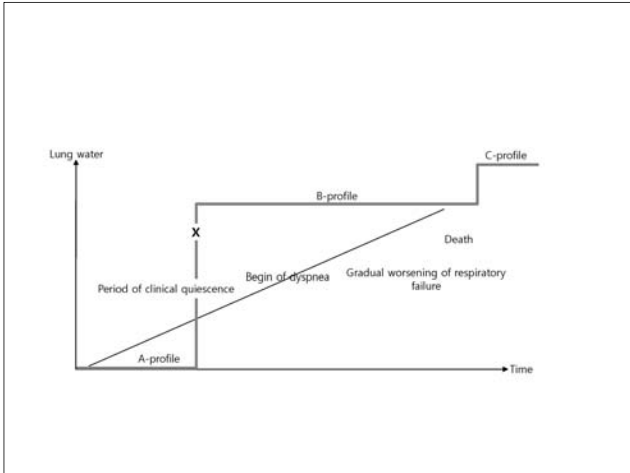 Lung water
C-profile
B-profile
X
Death
Begin of dyspnea
Gradual worsening of respiratory
failure
Period of clinical quiescence
A-profile
Time